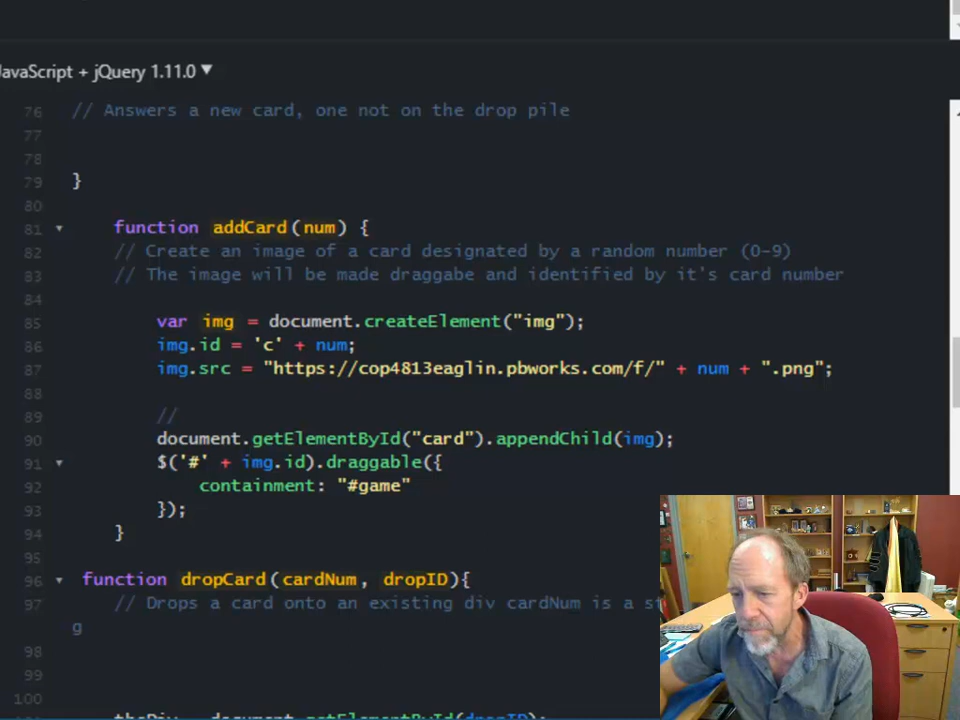 JavaScript + jQuery 1.11.0 ▼
76 // Answers a new card, one not on the drop pile
77
78
79 }
80
81 function addCard(num) {
82 // Create an image of a card designated by a random number (0-9)
83 // The image will be made draggabe and identified by it's card number
84
85 var img = document.createElement("img");
86 img.id = 'c' + num;
87 img.src = "https://cop4813eaglin.pbworks.com/f/" + num + ".png";
88
89 //
90 document.getElementById("card").appendChild(img);
91 $('#' + img.id).draggable({
92 containment: "#game"
93 });
94 }
95
96 function dropCard(cardNum, dropID){
97 // Drops a card onto an existing div cardNum is a
g
98
99
100
theDiv = document.getElementById(dropID);